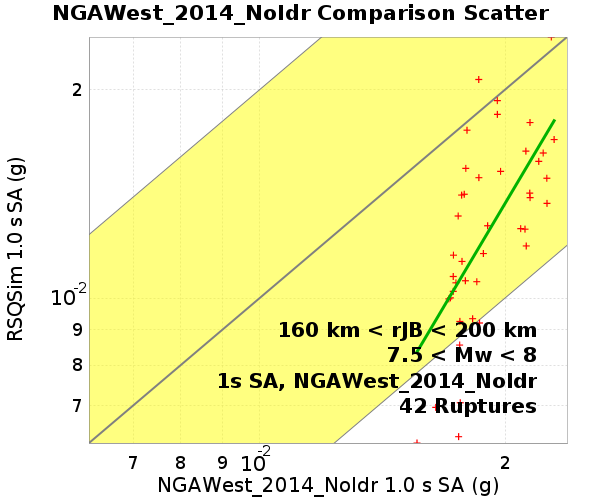 NGAWest_2014_NoIdr Comparison Scatter
RSQSim 1.0 s SA (g)
2
10-2
9
8
7
160 km < rJB < 200 km
7.5 < Mw < 8
1s SA, NGAWest_2014_NoIdr
42 Ruptures
7 8 9 10-2 2
NGAWest_2014_NoIdr 1.0 s SA (g)